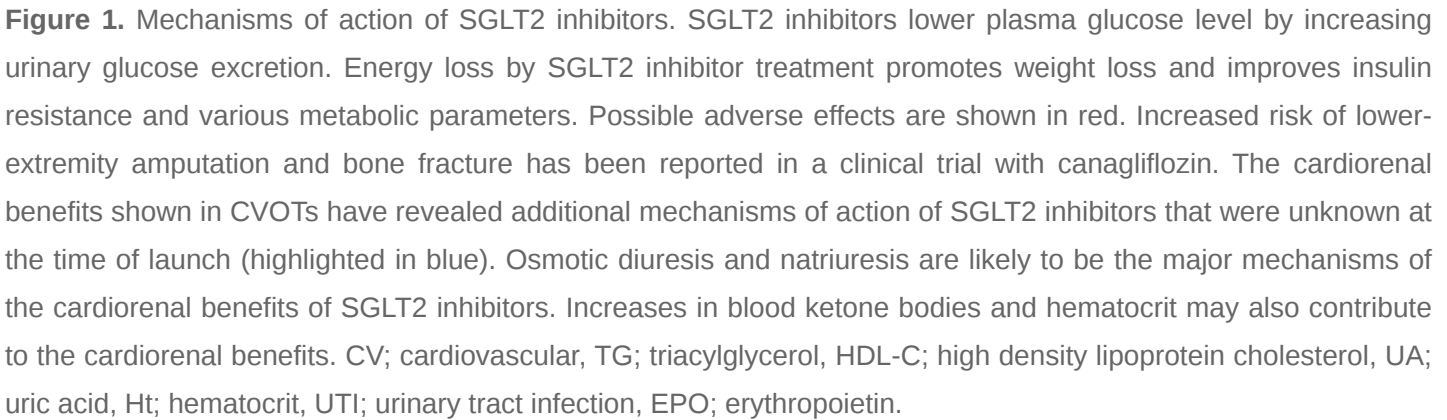 Figure 1. Mechanisms of action of SGLT2 inhibitors. SGLT2 inhibitors lower plasma glucose level by increasing
urinary glucose excretion. Energy loss by SGLT2 inhibitor treatment promotes weight loss and improves insulin
resistance and various metabolic parameters. Possible adverse effects are shown in red. Increased risk of lower-
extremity amputation and bone fracture has been reported in a clinical trial with canagliflozin. The cardiorenal
benefits shown in CVOTs have revealed additional mechanisms of action of SGLT2 inhibitors that were unknown at
the time of launch (highlighted in blue). Osmotic diuresis and natriuresis are likely to be the major mechanisms of
the cardiorenal benefits of SGLT2 inhibitors. Increases in blood ketone bodies and hematocrit may also contribute
to the cardiorenal benefits. CV; cardiovascular, TG; triacylglycerol, HDL-C; high density lipoprotein cholesterol, UA;
uric acid, Ht; hematocrit, UTI; urinary tract infection, EPO; erythropoietin.